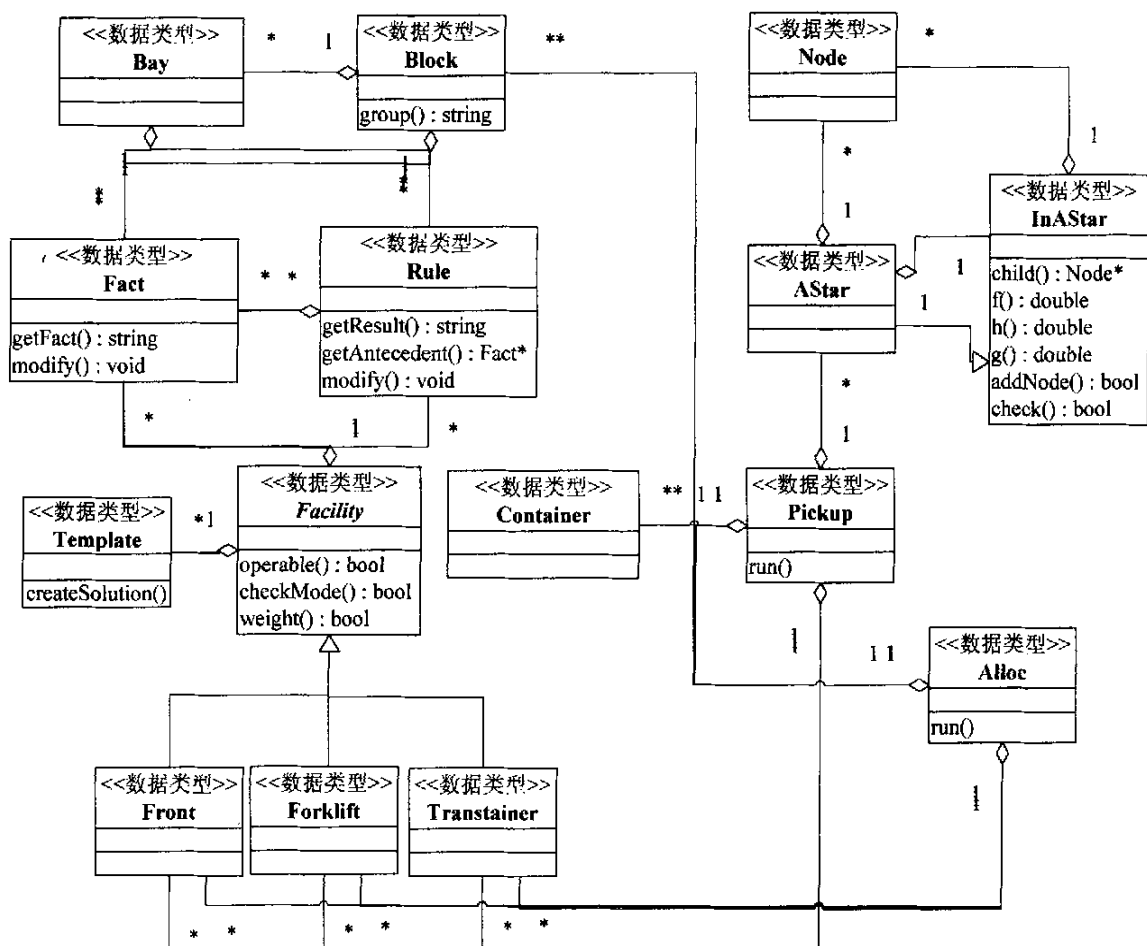 <<数据类型>>
Bay
*
1
<<数据类型>>
Block
group() : string
**
<<数据类型>>
Node
*
*
1
1
<<数据类型>>
InAStar
child() : Node*
f() : double
h() : double
g() : double
addNode() : bool
check() : bool
1
1
**
1
**
<<数据类型>>
Fact
getFact() : string
modify() : void
* *
<<数据类型>>
Rule
getResult() : string
getAntecedent() : Fact*
modify() : void
<<数据类型>>
AStar
1
1
*
1
*
1
*
<<数据类型>>
Template
createSolution()
*1
<<数据类型>>
Facility
operable() : bool
checkMode() : bool
weight() : bool
<<数据类型>>
Container
**
1 1
<<数据类型>>
Pickup
run()
1
1 1
<<数据类型>>
Alloc
run()
1
<<数据类型>>
Front
<<数据类型>>
Forklift
<<数据类型>>
Transtainer
* *
* *
* *